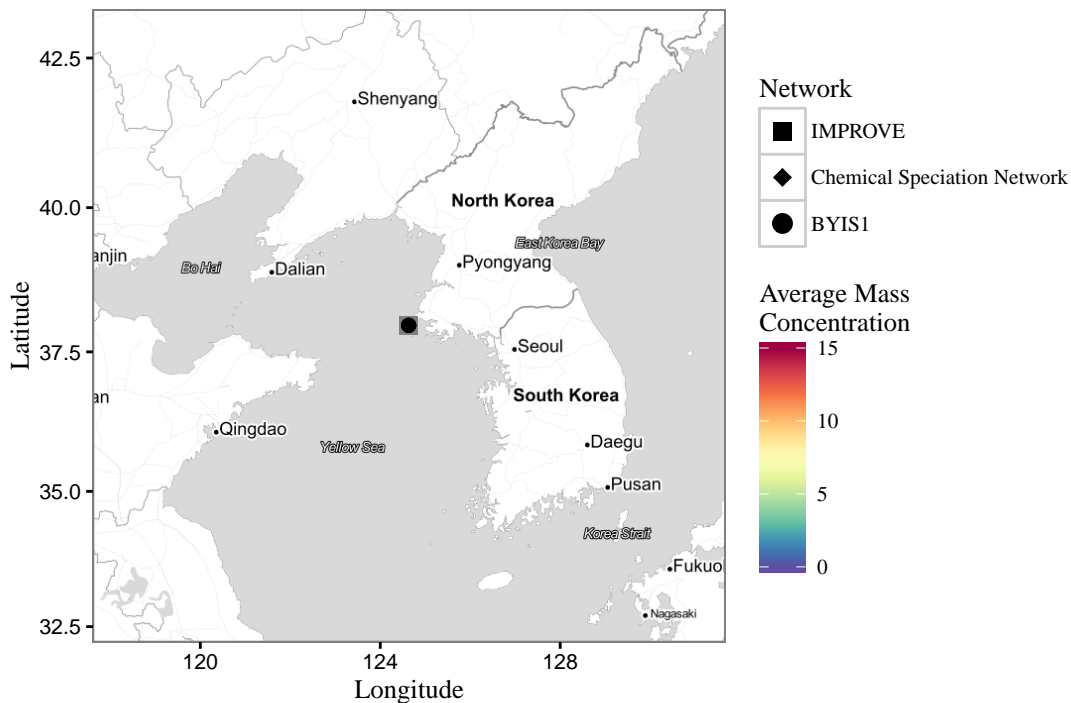 42.5
40.0
37.5
35.0
32.5
Latitude
120
124
128
Longitude
Shenyang
North Korea
East Korea Bay
anjin
Bo Hai
Dalian
Pyongyang
Seoul
an
South Korea
Qingdao
Yellow Sea
Daegu
Pusan
Korea Strait
Fukuo
Nagasaki
Network
IMPROVE
Chemical Speciation Network
BYIS1
Average Mass
Concentration
15
10
5
0